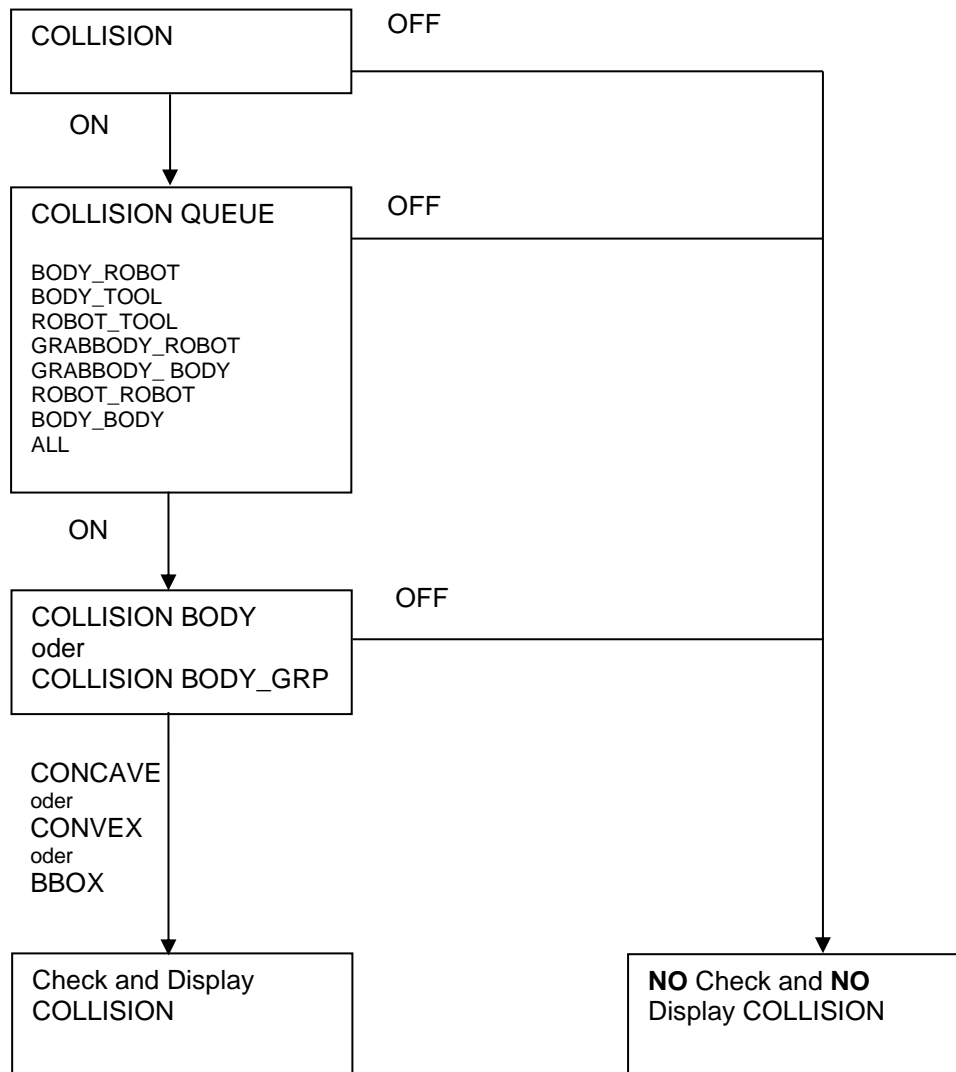 COLLISION
OFF
ON
COLLISION QUEUE
OFF
BODY_ROBOT
BODY_TOOL
ROBOT_TOOL
GRABBODY_ROBOT
GRABBODY_ BODY
ROBOT_ROBOT
BODY_BODY
ALL
ON
COLLISION BODY
oder
COLLISION BODY_GRP
OFF
CONCAVE
oder
CONVEX
oder
BBOX
Check and Display
COLLISION
NO Check and NO
Display COLLISION